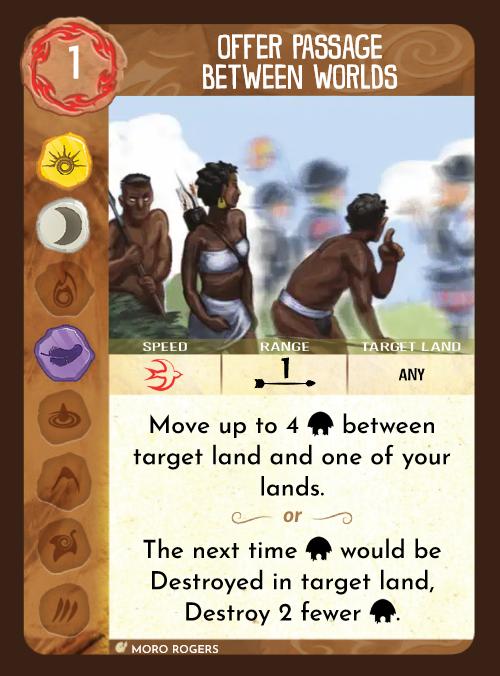 1
OFFER PASSAGE
BETWEEN WORLDS
SPEED RANGE TARGET LAND
1
ANY
Move up to 4 between
target land and one of your
lands.
or
The next time would be
Destroyed in target land,
Destroy 2 fewer .
MORO ROGERS